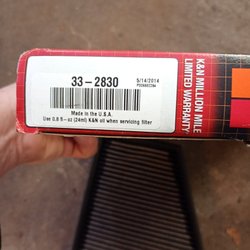 33-2830
5/14/2014
Made in the U.S.A.
Use 0.8 fl-oz (24ml) K&N oil when servicing filter
K&N MILLION MILE
LIMITED WARRANTY